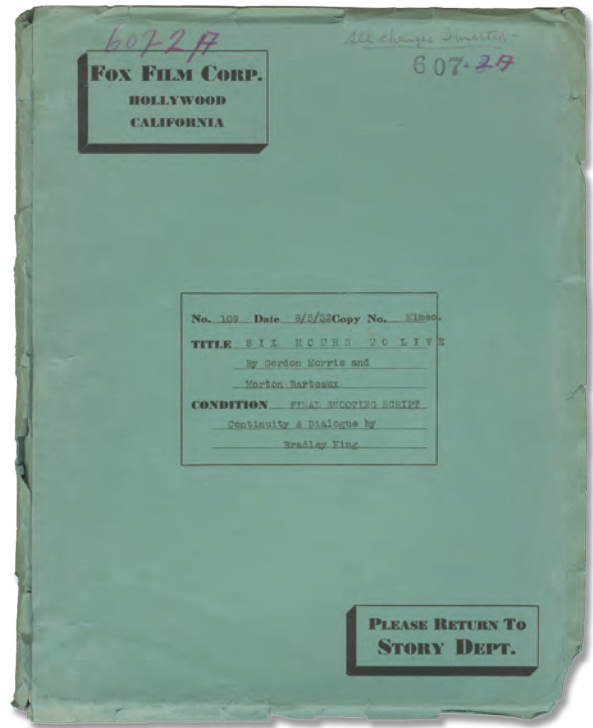 607-2A
All changes Inserted-
607-2A
FOX FILM CORP.
HOLLYWOOD
CALIFORNIA
No. 109 Date 8/5/32 Copy No. Mimeo.
TITLE SIX HOURS TO LIVE
By Gordon Morris and
Morton Barteaux
CONDITION FINAL SHOOTING SCRIPT
Continuity & Dialogue by
Bradley King
PLEASE RETURN TO
STORY DEPT.